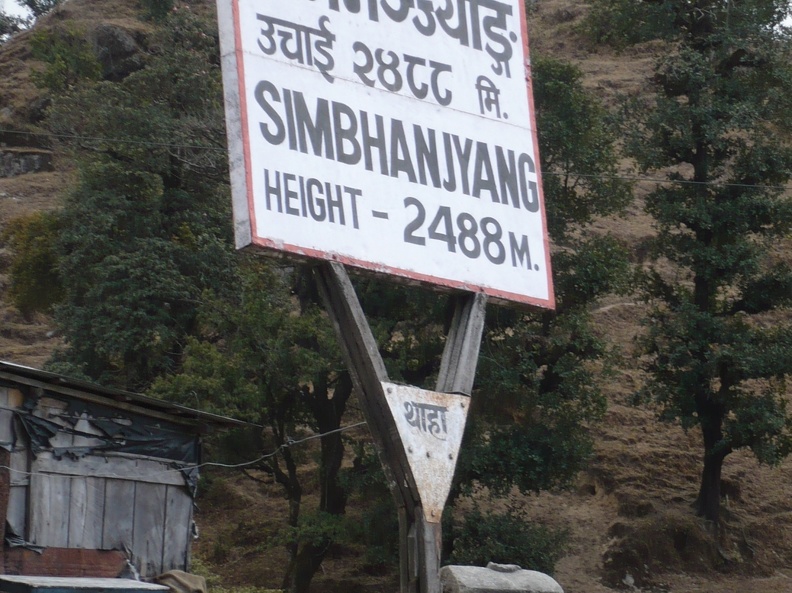 उचाई २४८८ मि.
SIMBHANJYANG
HEIGHT - 2488 M.
थाहा